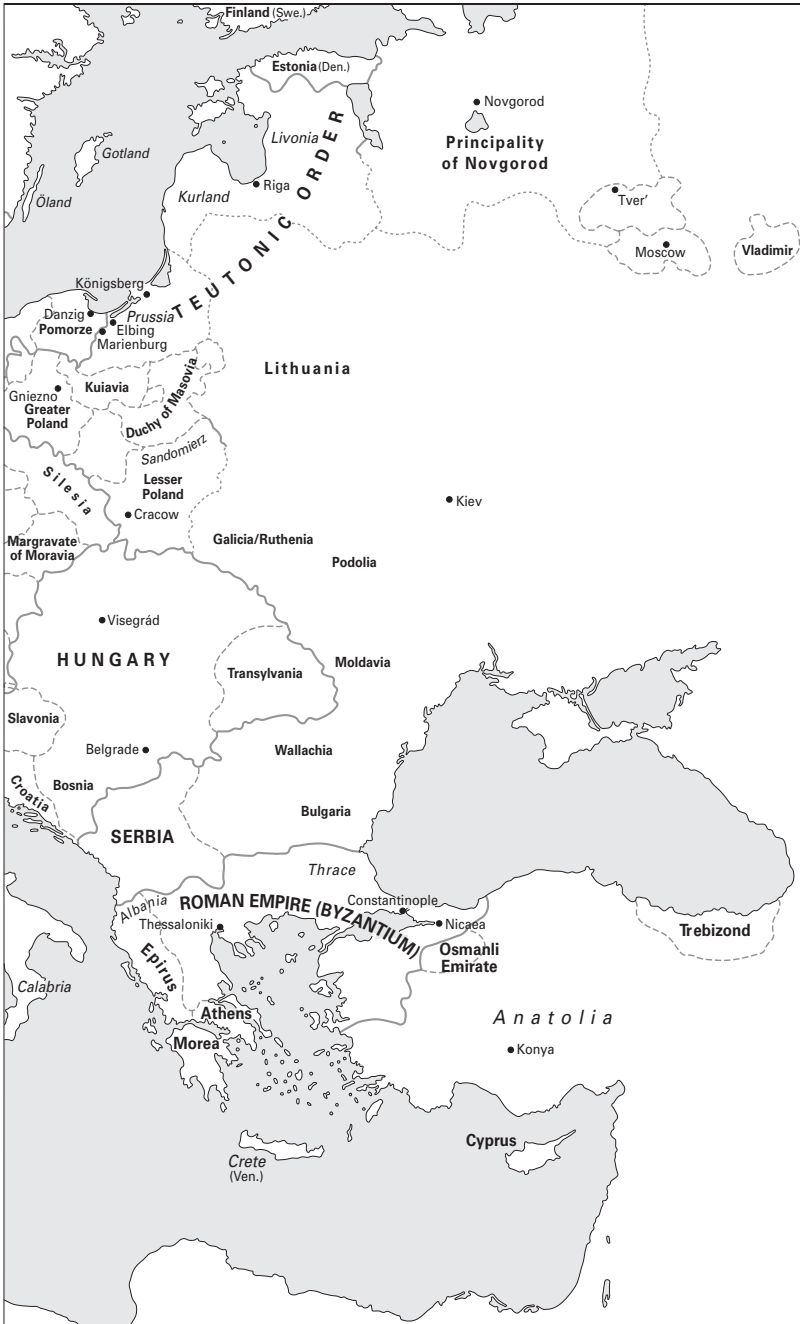 Finland (Swe.)
Estonia (Den.)
Novgorod
Principality
of Novgorod
Livonia
Gotland
Kurland
Riga
Öland
TEUTONIC ORDER
Tver'
Moscow
Vladimir
Königsberg
Danzig
Prussia
Pomorze
Elbing
Marienburg
Lithuania
Kuiavia
Duchy of Masovia
Gniezno
Greater
Poland
Sandomierz
Silesia
Lesser
Poland
Kiev
Cracow
Margravate
of Moravia
Galicia/Ruthenia
Podolia
Visegrád
HUNGARY
Transylvania
Moldavia
Slavonia
Belgrade
Wallachia
Croatia
Bosnia
Bulgaria
SERBIA
Thrace
Albania
ROMAN EMPIRE (BYZANTIUM)
Constantinople
Thessaloniki
Nicaea
Trebizond
Osmanli
Emirate
Epirus
Calabria
Athens
Anatolia
Morea
Konya
Cyprus
Crete
(Ven.)